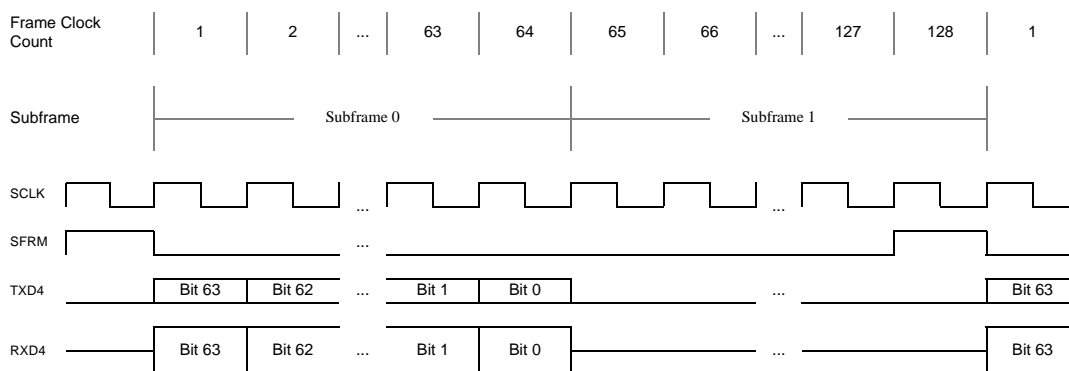 Frame Clock
Count
1 2 ... 63 64 65 66 ... 127 128 1
Subframe Subframe 0 Subframe 1
SCLK ... ...
SFRM ...
TXD4 Bit 63 Bit 62 ... Bit 1 Bit 0 ... Bit 63
RXD4 Bit 63 Bit 62 ... Bit 1 Bit 0 ... Bit 63